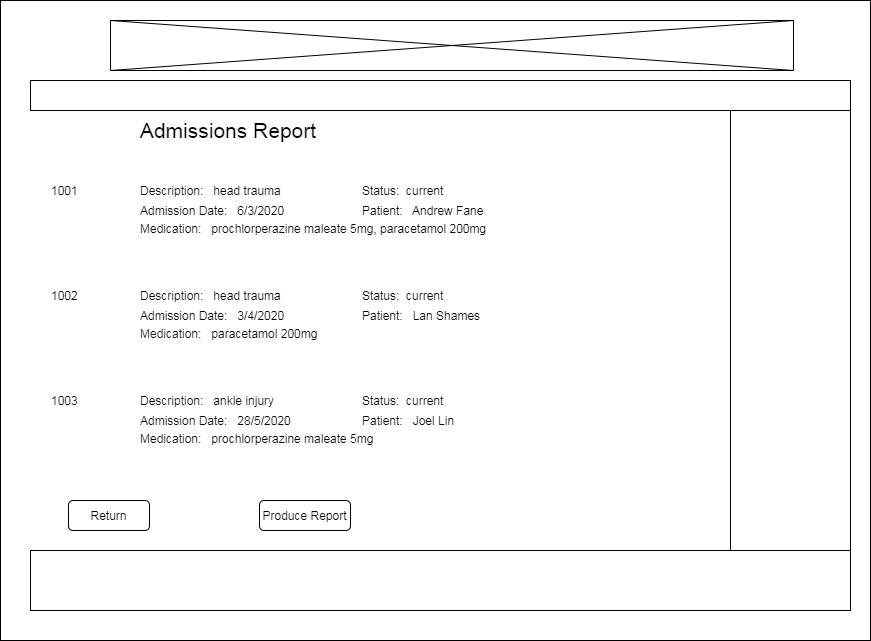 Admissions Report
1001 Description: head trauma Status: current
Admission Date: 6/3/2020 Patient: Andrew Fane
Medication: prochlorperazine maleate 5mg, paracetamol 200mg
1002 Description: head trauma Status: current
Admission Date: 3/4/2020 Patient: Lan Shames
Medication: paracetamol 200mg
1003 Description: ankle injury Status: current
Admission Date: 28/5/2020 Patient: Joel Lin
Medication: prochlorperazine maleate 5mg
Return Produce Report